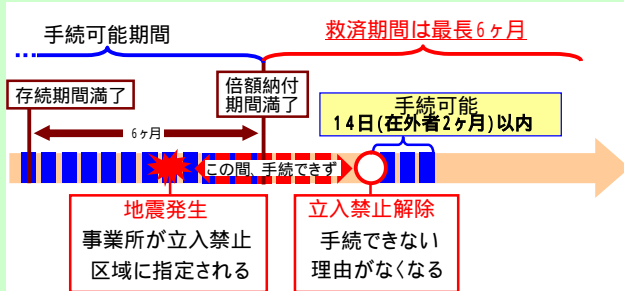 手続可能期間
救済期間は最長6ヶ月
存続期間満了
倍額納付
期間満了
手続可能
14日(在外者2ヶ月)以内
6ヶ月
この間、手続できず
地震発生
事業所が立入禁止
区域に指定される
立入禁止解除
手続できない
理由がなくなる